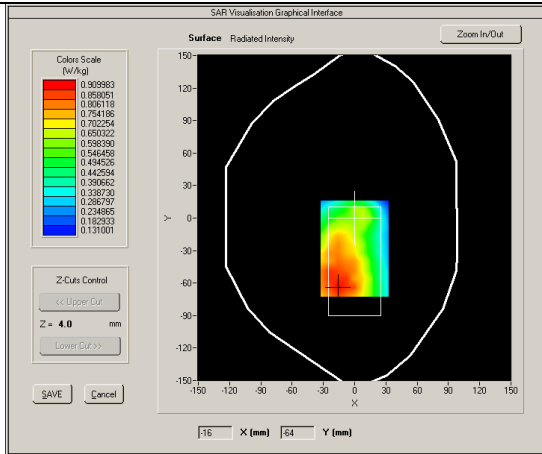 SAR Visualisation Graphical Interface
Surface Radiated Intensity
Zoom In/Out
Colors Scale
(W/kg)
0.909983
0.858051
0.806118
0.754186
0.702254
0.650322
0.598390
0.546458
0.494526
0.442594
0.390662
0.338730
0.286797
0.234865
0.182933
0.131001
Z-Cuts Control
<< Upper Cut
Z = 4.0 mm
Lower Cut >>
SAVE
Cancel
150
120
90
60
30
0
-30
-60
-90
-120
-150
Y
-150 -120 -90 -60 -30 0 30 60 90 120 150
X
-16 X (mm) -64 Y (mm)